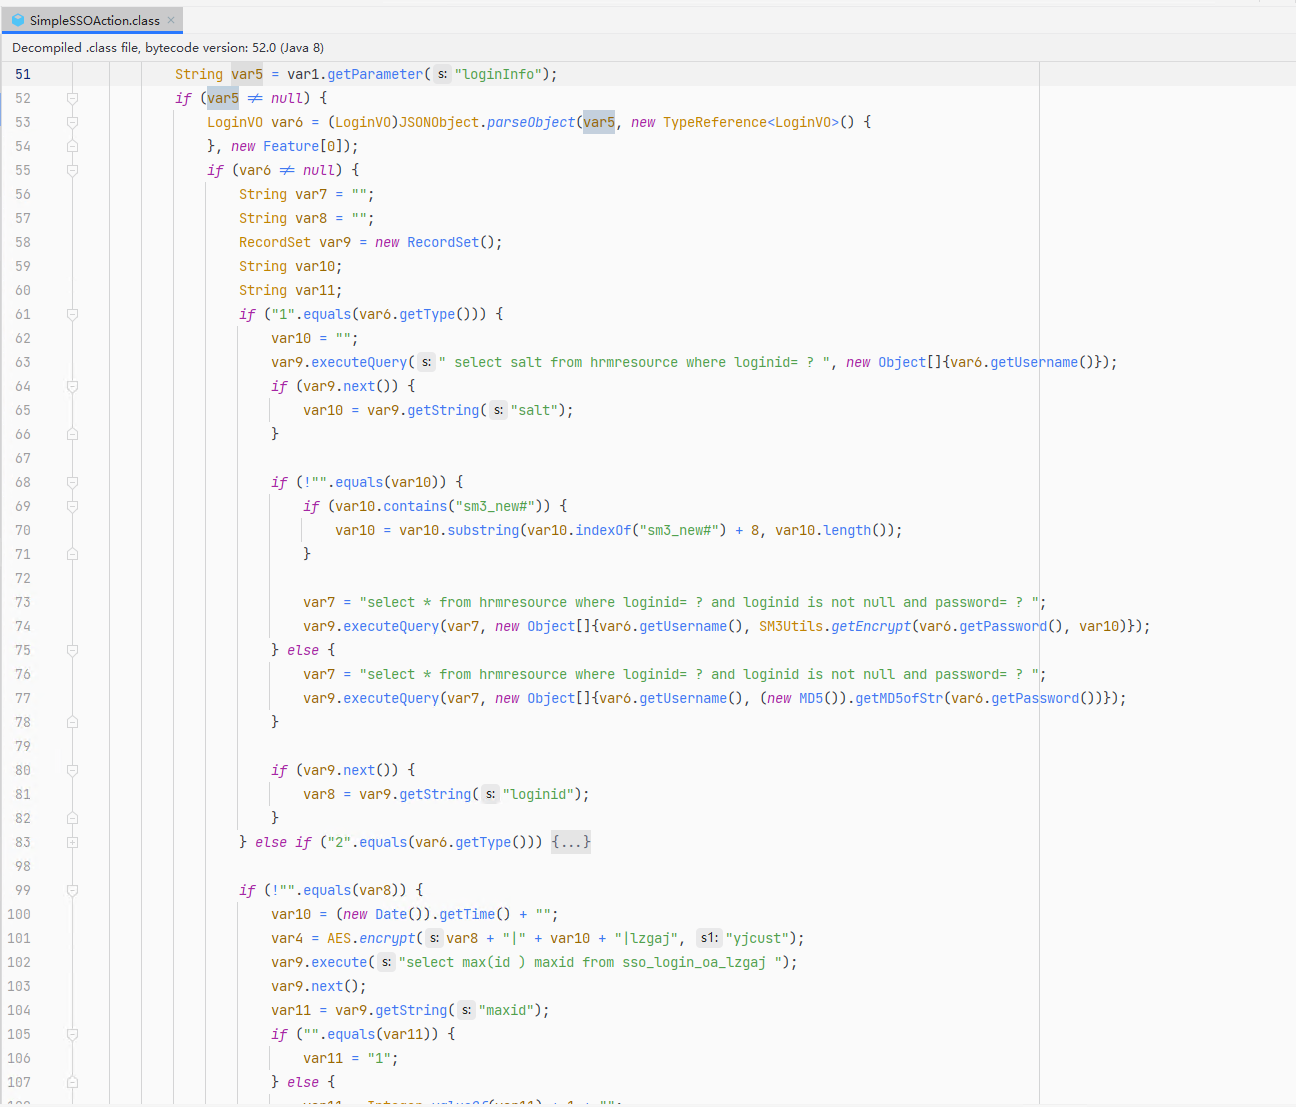 SimpleSSOAction.class ×
Decompiled .class file, bytecode version: 52.0 (Java 8)
51 String var5 = var1.getParameter( s: "loginInfo");
52 if (var5 ≠ null) {
53 LoginVO var6 = (LoginVO)JSONObject.parseObject(var5, new TypeReference<LoginVO>() {
54 }, new Feature[0]);
55 if (var6 ≠ null) {
56 String var7 = "";
57 String var8 = "";
58 RecordSet var9 = new RecordSet();
59 String var10;
60 String var11;
61 if ("1".equals(var6.getType())) {
62 var10 = "";
63 var9.executeQuery( s: " select salt from hrmresource where loginid= ? ", new Object[]{var6.getUsername()});
64 if (var9.next()) {
65 var10 = var9.getString( s: "salt");
66 }
67
68 if (!"".equals(var10)) {
69 if (var10.contains("sm3_new#")) {
70 var10 = var10.substring(var10.indexOf("sm3_new#") + 8, var10.length());
71 }
72
73 var7 = "select * from hrmresource where loginid= ? and loginid is not null and password= ? ";
74 var9.executeQuery(var7, new Object[]{var6.getUsername(), SM3Utils.getEncrypt(var6.getPassword(), var10)});
75 } else {
76 var7 = "select * from hrmresource where loginid= ? and loginid is not null and password= ? ";
77 var9.executeQuery(var7, new Object[]{var6.getUsername(), (new MD5()).getMD5ofStr(var6.getPassword())});
78 }
79
80 if (var9.next()) {
81 var8 = var9.getString( s: "loginid");
82 }
83 } else if ("2".equals(var6.getType())) {...}
98
99 if (!"".equals(var8)) {
100 var10 = (new Date()).getTime() + "";
101 var4 = AES.encrypt( s: var8 + "|" + var10 + "|lzgaj", s1: "yjcust");
102 var9.execute( s: "select max(id ) maxid from sso_login_oa_lzgaj ");
103 var9.next();
104 var11 = var9.getString( s: "maxid");
105 if ("".equals(var11)) {
106 var11 = "1";
107 } else {
108 var11 = Integer.valueOf(var11) + 1 + "";